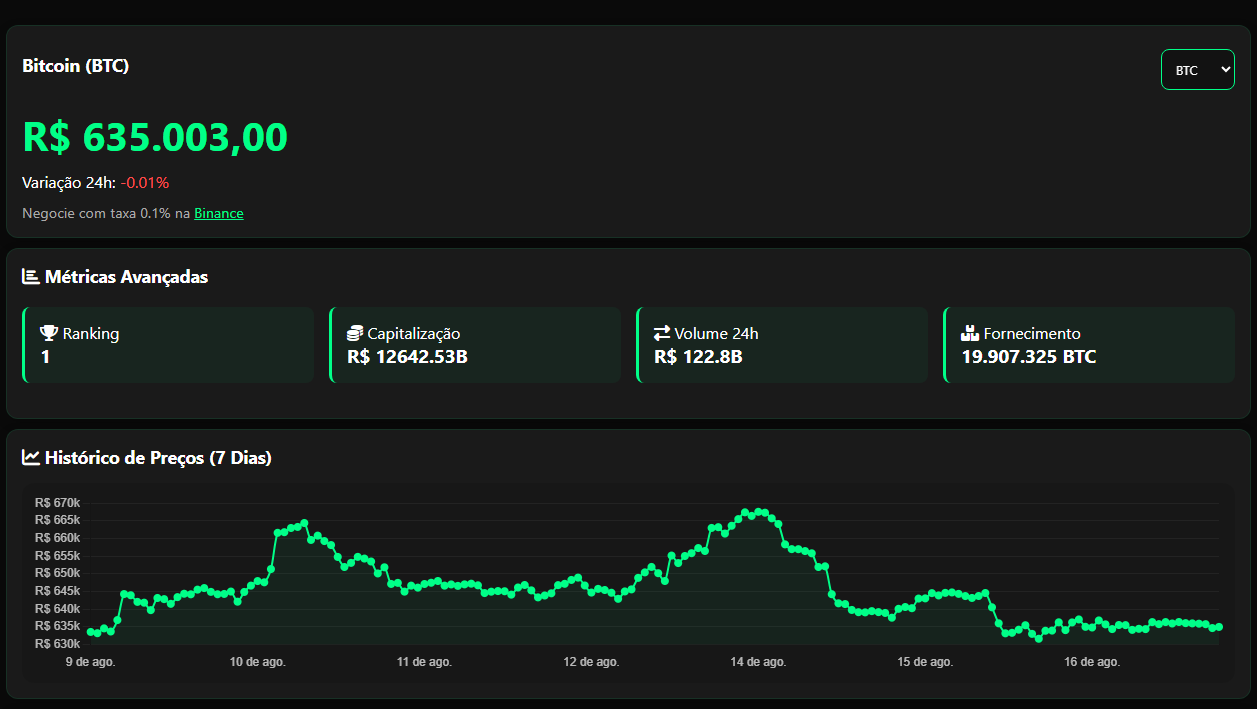 Bitcoin (BTC)
BTC
R$ 635.003,00
Variação 24h: -0.01%
Negocie com taxa 0.1% na Binance
Métricas Avançadas
Ranking
1
Capitalização
R$ 12642.53B
Volume 24h
R$ 122.8B
Fornecimento
19.907.325 BTC
Histórico de Preços (7 Dias)
R$ 670k
R$ 665k
R$ 660k
R$ 655k
R$ 650k
R$ 645k
R$ 640k
R$ 635k
R$ 630k
9 de ago. 10 de ago. 11 de ago. 12 de ago. 14 de ago. 15 de ago. 16 de ago.